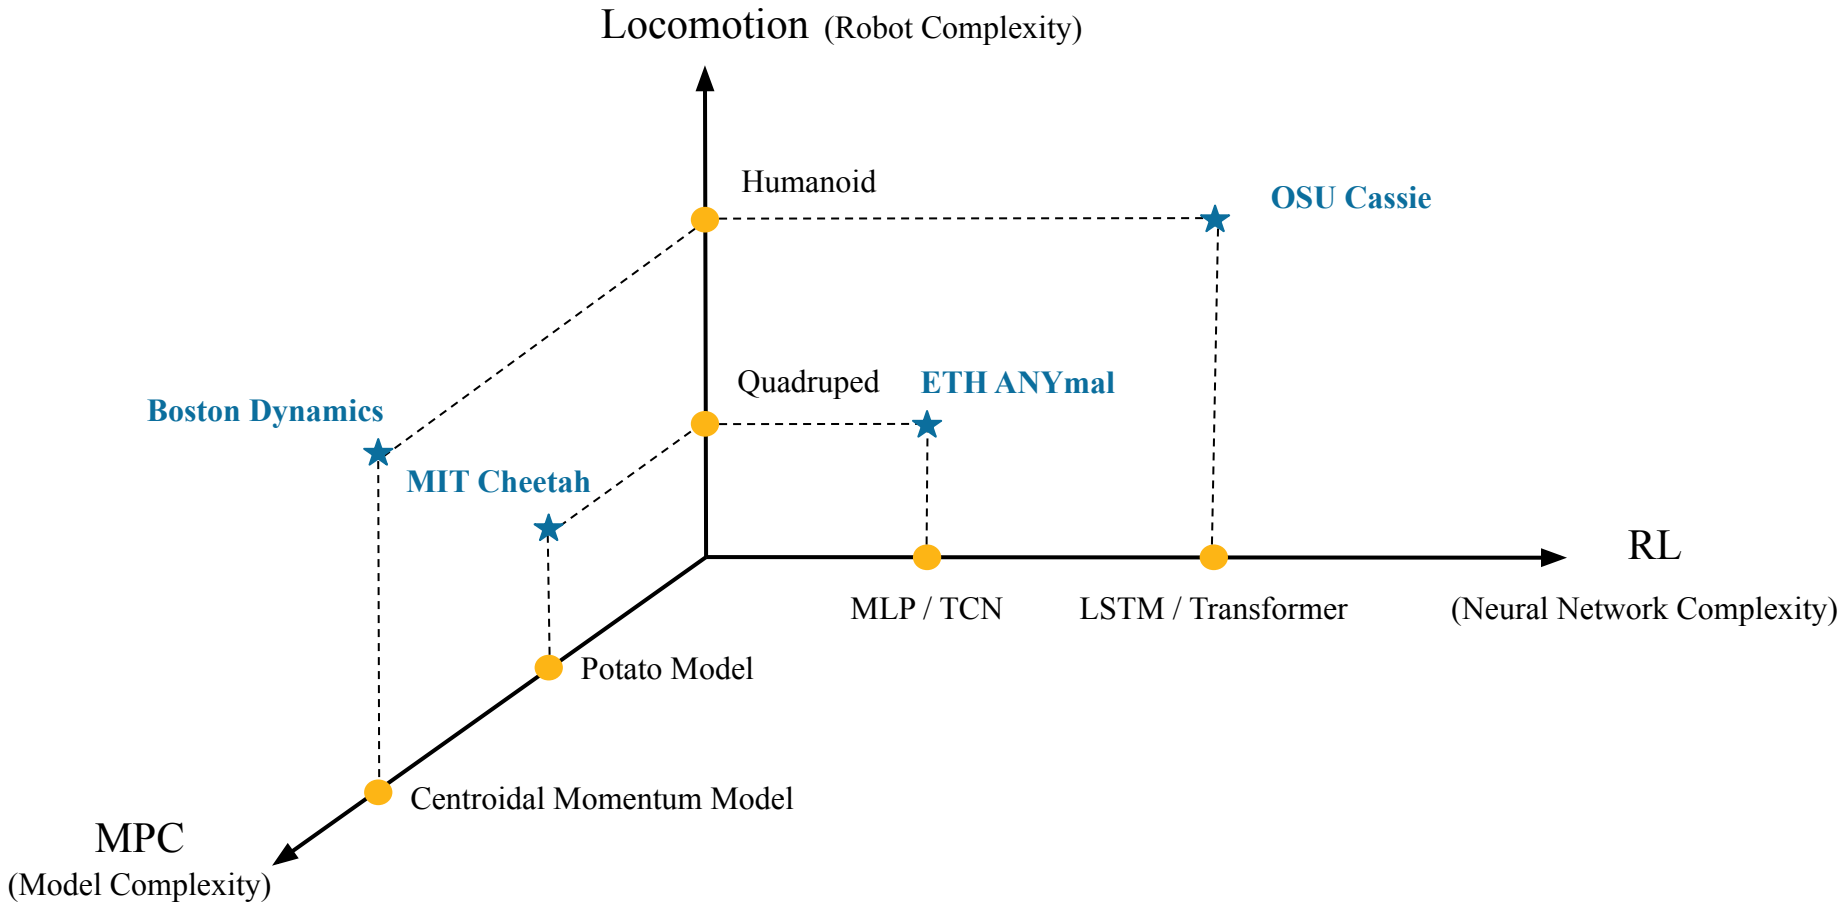 Locomotion (Robot Complexity)
Humanoid
OSU Cassie
Quadruped
ETH ANYmal
Boston Dynamics
MIT Cheetah
RL
MLP / TCN
LSTM / Transformer
(Neural Network Complexity)
Potato Model
Centroidal Momentum Model
MPC
(Model Complexity)